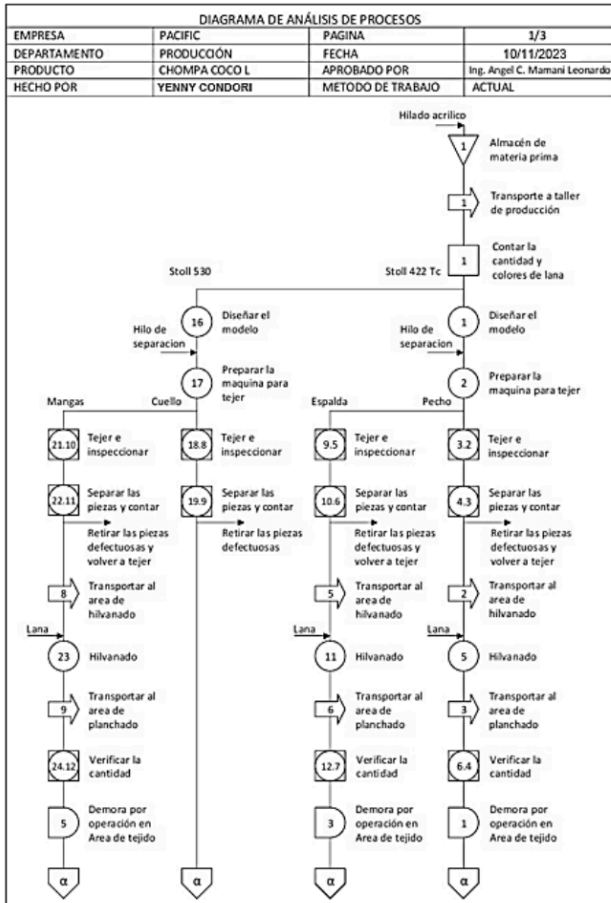 DIAGRAMA DE ANÁLISIS DE PROCESOS
EMPRESA PACIFIC PAGINA 1/3
DEPARTAMENTO PRODUCCIÓN FECHA 10/11/2023
PRODUCTO CHOMPA COCO L APROBADO POR Ing. Angel C. Mamani Leonardo
HECHO POR YENNY CONDORI METODO DE TRABAJO ACTUAL
Hilado acrilico
1
Almacén de
materia prima
1
Transporte a taller
de producción
1
Contar la
cantidad y
colores de lana
Stoll 530
Stoll 422 Tc
16
Diseñar el
modelo
1
Diseñar el
modelo
Hilo de
separacion
Hilo de
separacion
17
Preparar la
maquina para
tejer
2
Preparar la
maquina para tejer
Mangas
Cuello
Espalda
Pecho
21.10
Tejer e
inspeccionar
18.8
Tejer e
inspeccionar
9.5
Tejer e
inspeccionar
3.2
Tejer e
inspeccionar
22.11
Separar las
piezas y contar
19.9
Separar las
piezas y contar
10.6
Separar las
piezas y contar
4.3
Separar las
piezas y contar
Retirar las piezas
defectuosas y
volver a tejer
Retirar las piezas
defectuosas
Retirar las piezas
defectuosas y
volver a tejer
Retirar las piezas
defectuosas y
volver a tejer
8
Transportar al
area de
hilvanado
5
Transportar al
area de
hilvanado
2
Transportar al
area de
hilvanado
Lana
Lana
Lana
23
Hilvanado
11
Hilvanado
5
Hilvanado
9
Transportar al
area de
planchado
6
Transportar al
area de
planchado
3
Transportar al
area de
planchado
24.12
Verificar la
cantidad
12.7
Verificar la
cantidad
6.4
Verificar la
cantidad
5
Demora por
operación en
Area de tejido
3
Demora por
operación en
Area de tejido
1
Demora por
operación en
Area de tejido
α
α
α
α